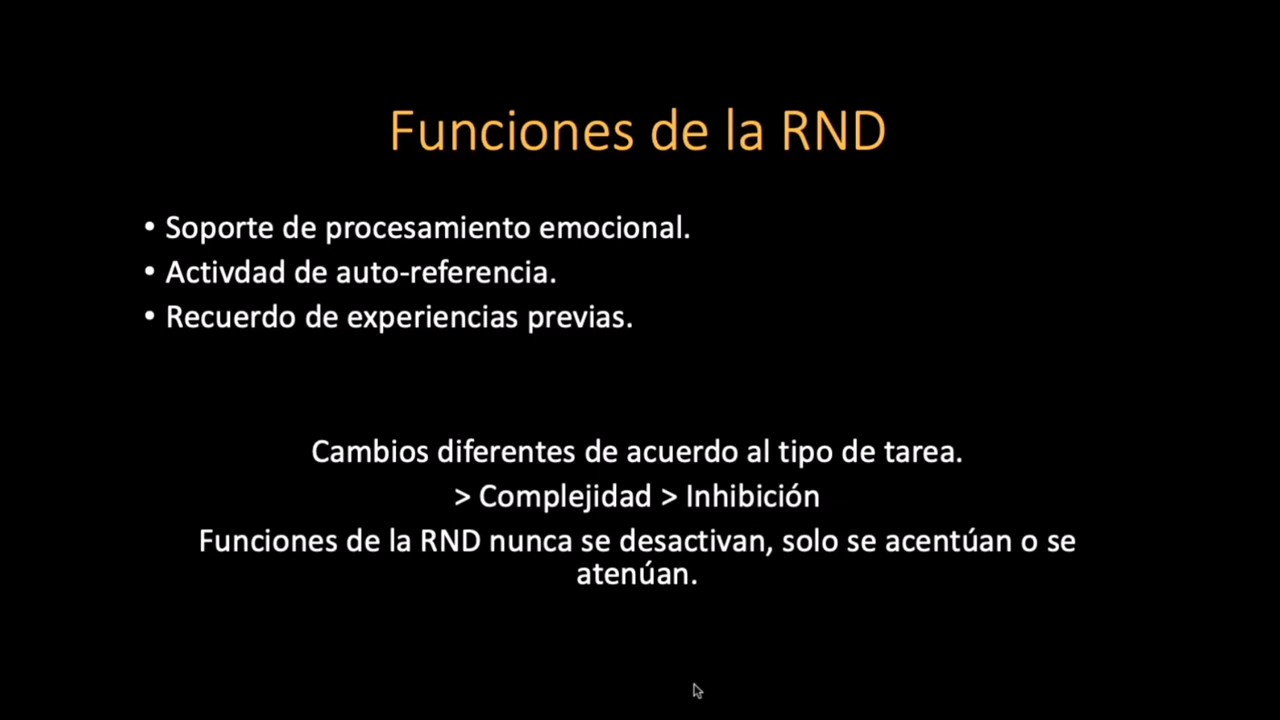 Funciones de la RND
• Soporte de procesamiento emocional.
• Activdad de auto-referencia.
• Recuerdo de experiencias previas.
Cambios diferentes de acuerdo al tipo de tarea.
> Complejidad > Inhibición
Funciones de la RND nunca se desactivan, solo se acentúan o se
atenúan.